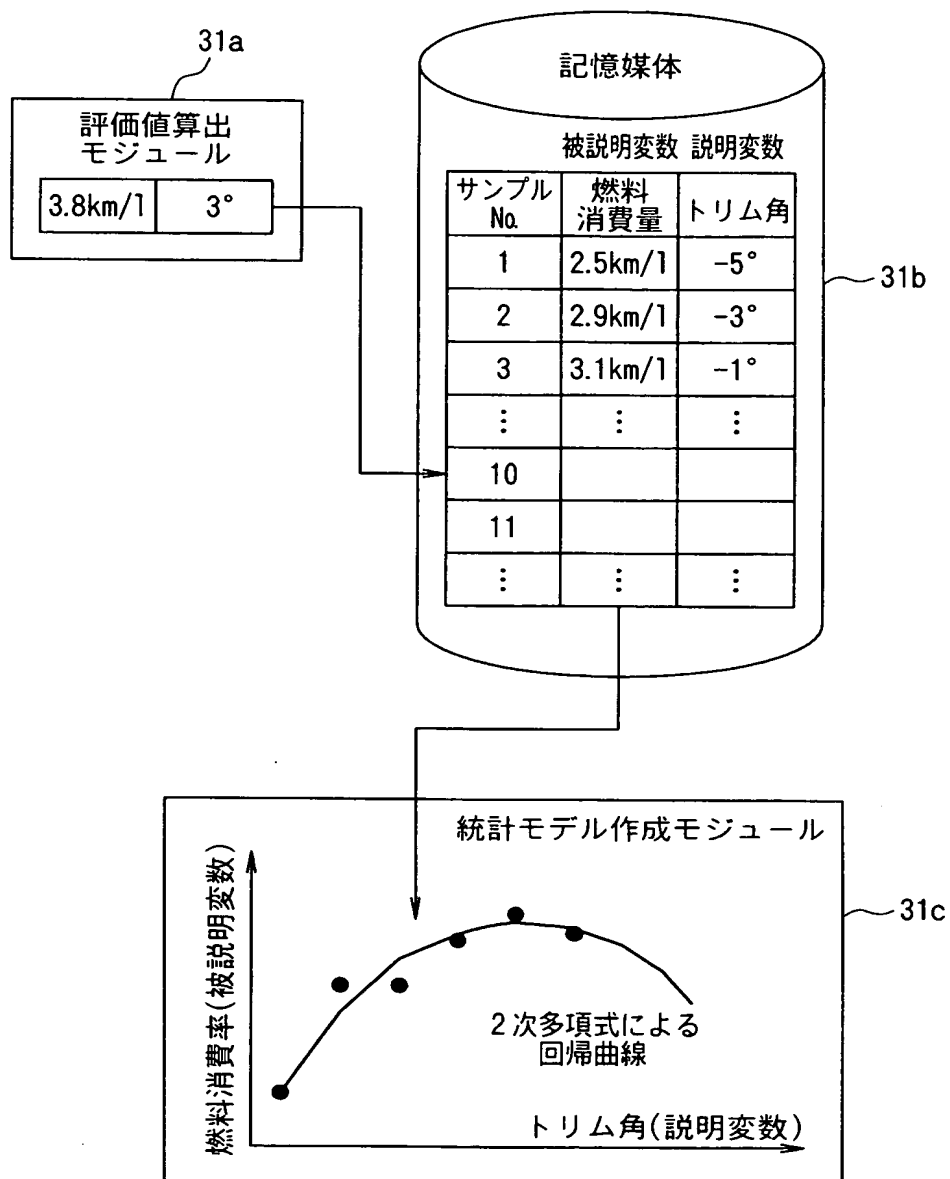 31a
評価値算出
モジュール
3.8km/l 3°
記憶媒体
被説明変数 説明変数
サンプル No. 燃料消費量 トリム角
1 2.5km/l -5°
2 2.9km/l -3°
3 3.1km/l -1°
⋮ ⋮ ⋮
10
11
⋮ ⋮ ⋮
31b
統計モデル作成モジュール
燃料消費率(被説明変数)
2次多項式による
回帰曲線
トリム角(説明変数)
31c